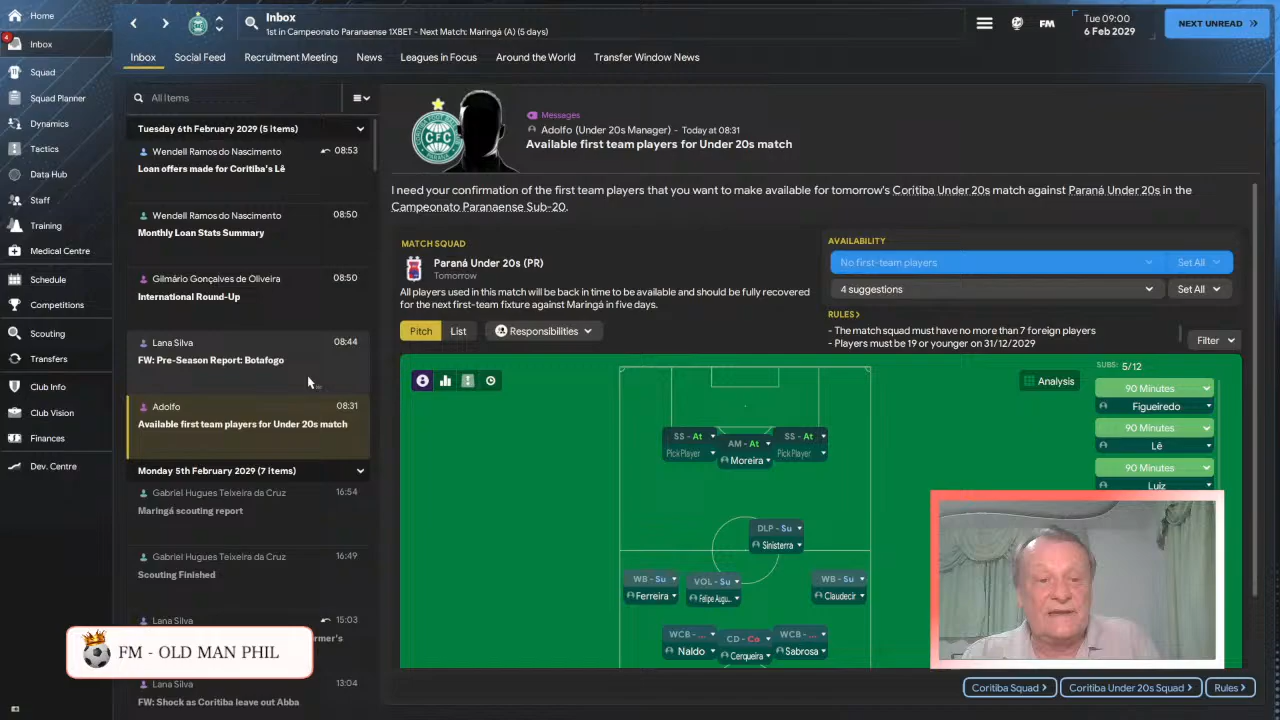 Home
Inbox
4
Squad
Squad Planner
Dynamics
Tactics
Data Hub
Staff
Training
Medical Centre
Schedule
Competitions
Scouting
Transfers
Club Info
Club Vision
Finances
Dev. Centre
Inbox
1st in Campeonato Paranaense 1XBET - Next Match: Maringá (A) (5 days)
FM
Tue 09:00
6 Feb 2029
NEXT UNREAD
Inbox
Social Feed
Recruitment Meeting
News
Leagues in Focus
Around the World
Transfer Window News
All Items
Tuesday 6th February 2029 (5 items)
Wendell Ramos do Nascimento 08:53
Loan offers made for Coritiba's Lê
Wendell Ramos do Nascimento 08:50
Monthly Loan Stats Summary
Gilmário Gonçalves de Oliveira 08:50
International Round-Up
Lana Silva 08:44
FW: Pre-Season Report: Botafogo
Adolfo 08:31
Available first team players for Under 20s match
Monday 5th February 2029 (7 items)
Gabriel Hugues Teixeira da Cruz 16:54
Maringá scouting report
Gabriel Hugues Teixeira da Cruz 16:49
Scouting Finished
Lana Silva 15:03
rmer's
Lana Silva 13:04
FW: Shock as Coritiba leave out Abba
FM - OLD MAN PHIL
CFC
Messages
Adolfo (Under 20s Manager) - Today at 08:31
Available first team players for Under 20s match
I need your confirmation of the first team players that you want to make available for tomorrow's Coritiba Under 20s match against Paraná Under 20s in the
Campeonato Paranaense Sub-20.
MATCH SQUAD
Paraná Under 20s (PR)
Tomorrow
All players used in this match will be back in time to be available and should be fully recovered
for the next first-team fixture against Maringá in five days.
Pitch
List
Responsibilities
AVAILABILITY
No first-team players
Set All
4 suggestions
Set All
RULES
- The match squad must have no more than 7 foreign players
- Players must be 19 or younger on 31/12/2029
Filter
Analysis
SUBS: 5/12
90 Minutes
Figueiredo
90 Minutes
Lê
90 Minutes
Luiz
SS - At
Pick Player
AM - At
Moreira
SS - At
Pick Player
DLP - Su
Sinisterra
WB - Su
Ferreira
VOL - Su
Felipe Augu...
WB - Su
Claudecir
WCB - ...
Naldo
CD - Co
Cerqueira
WCB - ...
Sabrosa
Coritiba Squad
Coritiba Under 20s Squad
Rules